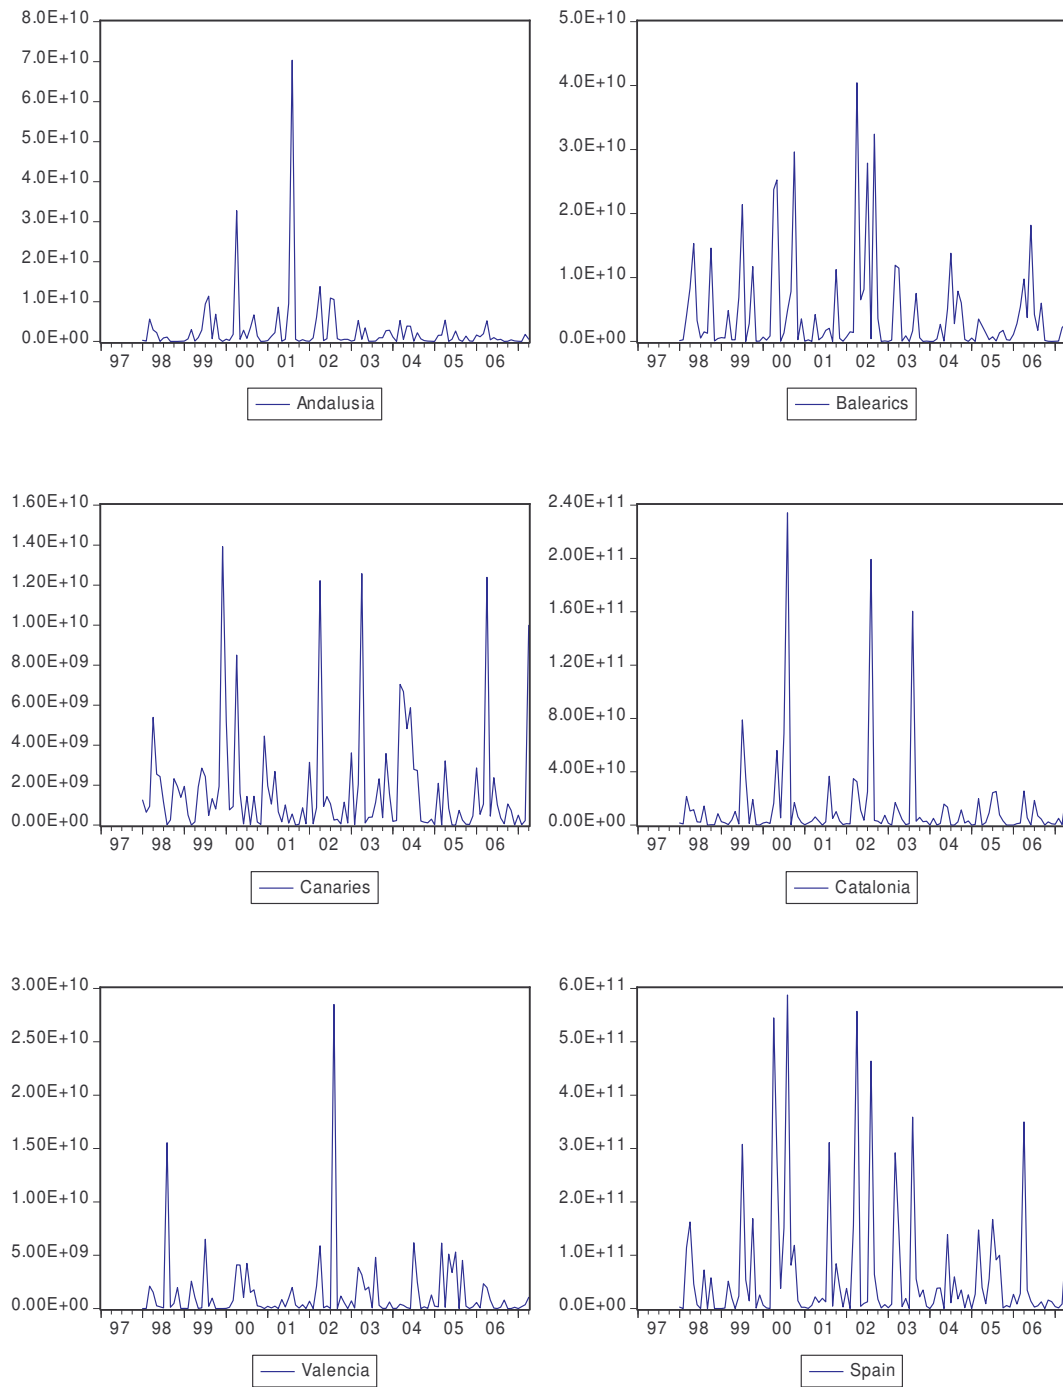 8.0E+10
7.0E+10
6.0E+10
5.0E+10
4.0E+10
3.0E+10
2.0E+10
1.0E+10
0.0E+00
97 98 99 00 01 02 03 04 05 06
Andalusia
5.0E+10
4.0E+10
3.0E+10
2.0E+10
1.0E+10
0.0E+00
97 98 99 00 01 02 03 04 05 06
Balearics
1.60E+10
1.40E+10
1.20E+10
1.00E+10
8.00E+09
6.00E+09
4.00E+09
2.00E+09
0.00E+00
97 98 99 00 01 02 03 04 05 06
Canaries
2.40E+11
2.00E+11
1.60E+11
1.20E+11
8.00E+10
4.00E+10
0.00E+00
97 98 99 00 01 02 03 04 05 06
Catalonia
3.00E+10
2.50E+10
2.00E+10
1.50E+10
1.00E+10
5.00E+09
0.00E+00
97 98 99 00 01 02 03 04 05 06
Valencia
6.0E+11
5.0E+11
4.0E+11
3.0E+11
2.0E+11
1.0E+11
0.0E+00
97 98 99 00 01 02 03 04 05 06
Spain